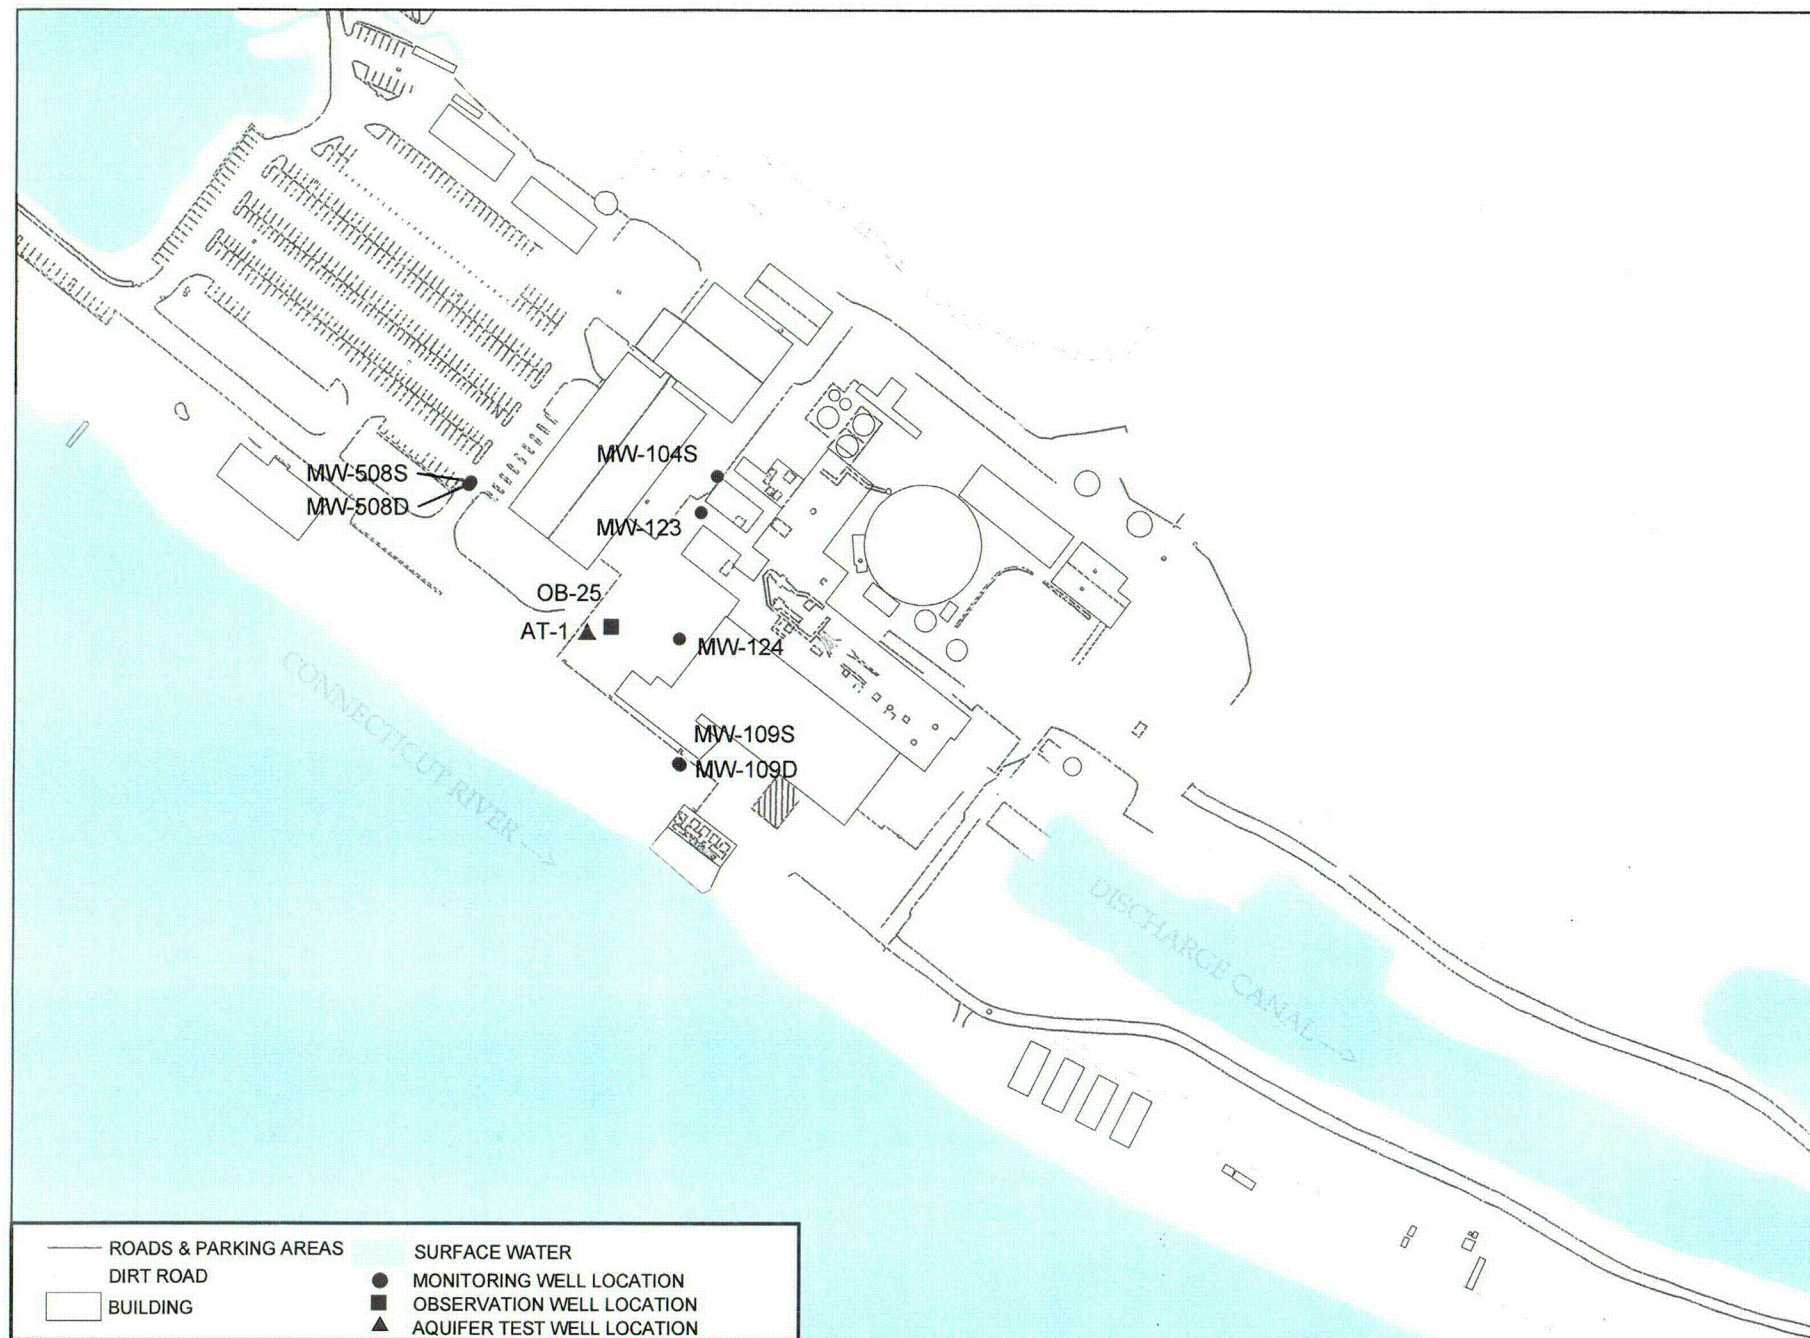 MW-104S
MW-508S
MW-508D
MW-123
OB-25
AT-1
MW-124
CONNECTICUT RIVER --->
MW-109S
MW-109D
DISCHARGE CANAL --->
ROADS & PARKING AREAS
DIRT ROAD
BUILDING
SURFACE WATER
MONITORING WELL LOCATION
OBSERVATION WELL LOCATION
AQUIFER TEST WELL LOCATION